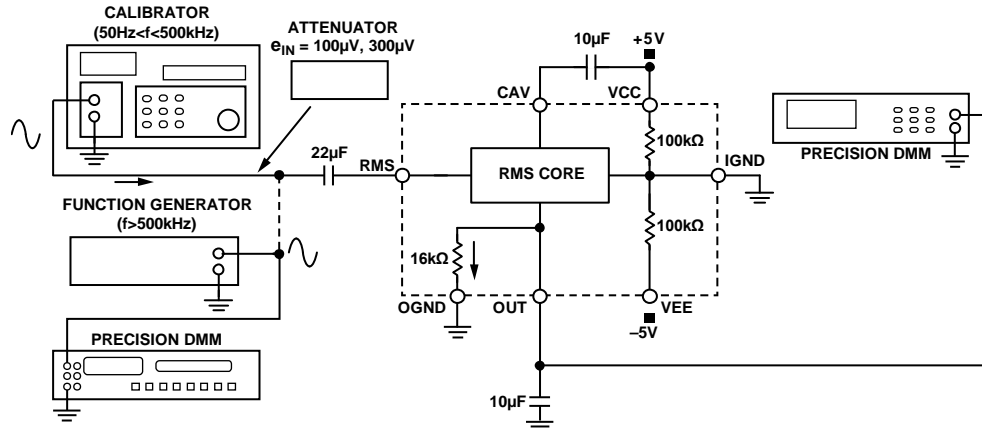 CALIBRATOR
(50Hz<f<500kHz)
ATTENUATOR
eIN = 100µV, 300µV
10µF
+5V
CAV
VCC
100kΩ
IGND
PRECISION DMM
22µF
RMS
RMS CORE
FUNCTION GENERATOR
(f>500kHz)
100kΩ
16kΩ
OGND
OUT
VEE
–5V
PRECISION DMM
10µF